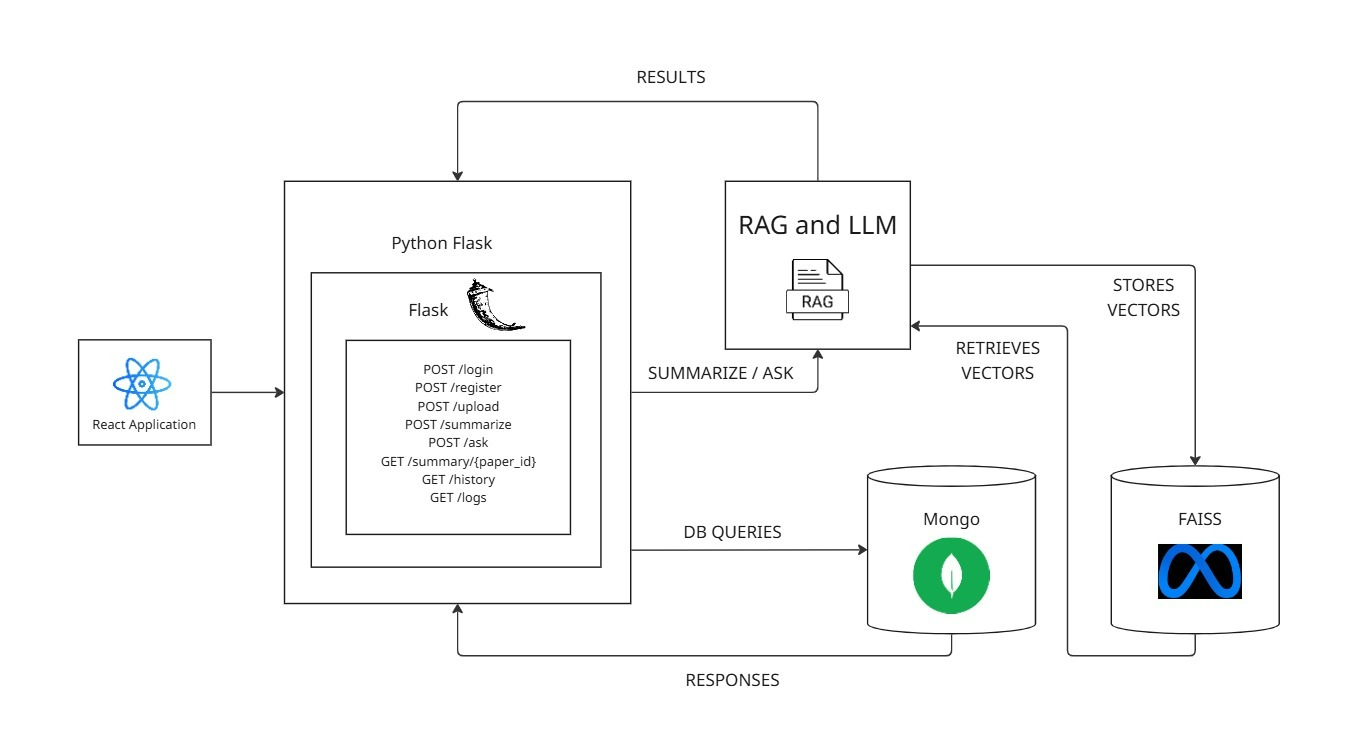 RESULTS
Python Flask
Flask
POST /login
POST /register
POST /upload
POST /summarize
POST /ask
GET /summary/{paper_id}
GET /history
GET /logs
React Application
RAG and LLM
RAG
SUMMARIZE / ASK
STORES
VECTORS
RETRIEVES
VECTORS
DB QUERIES
Mongo
FAISS
RESPONSES